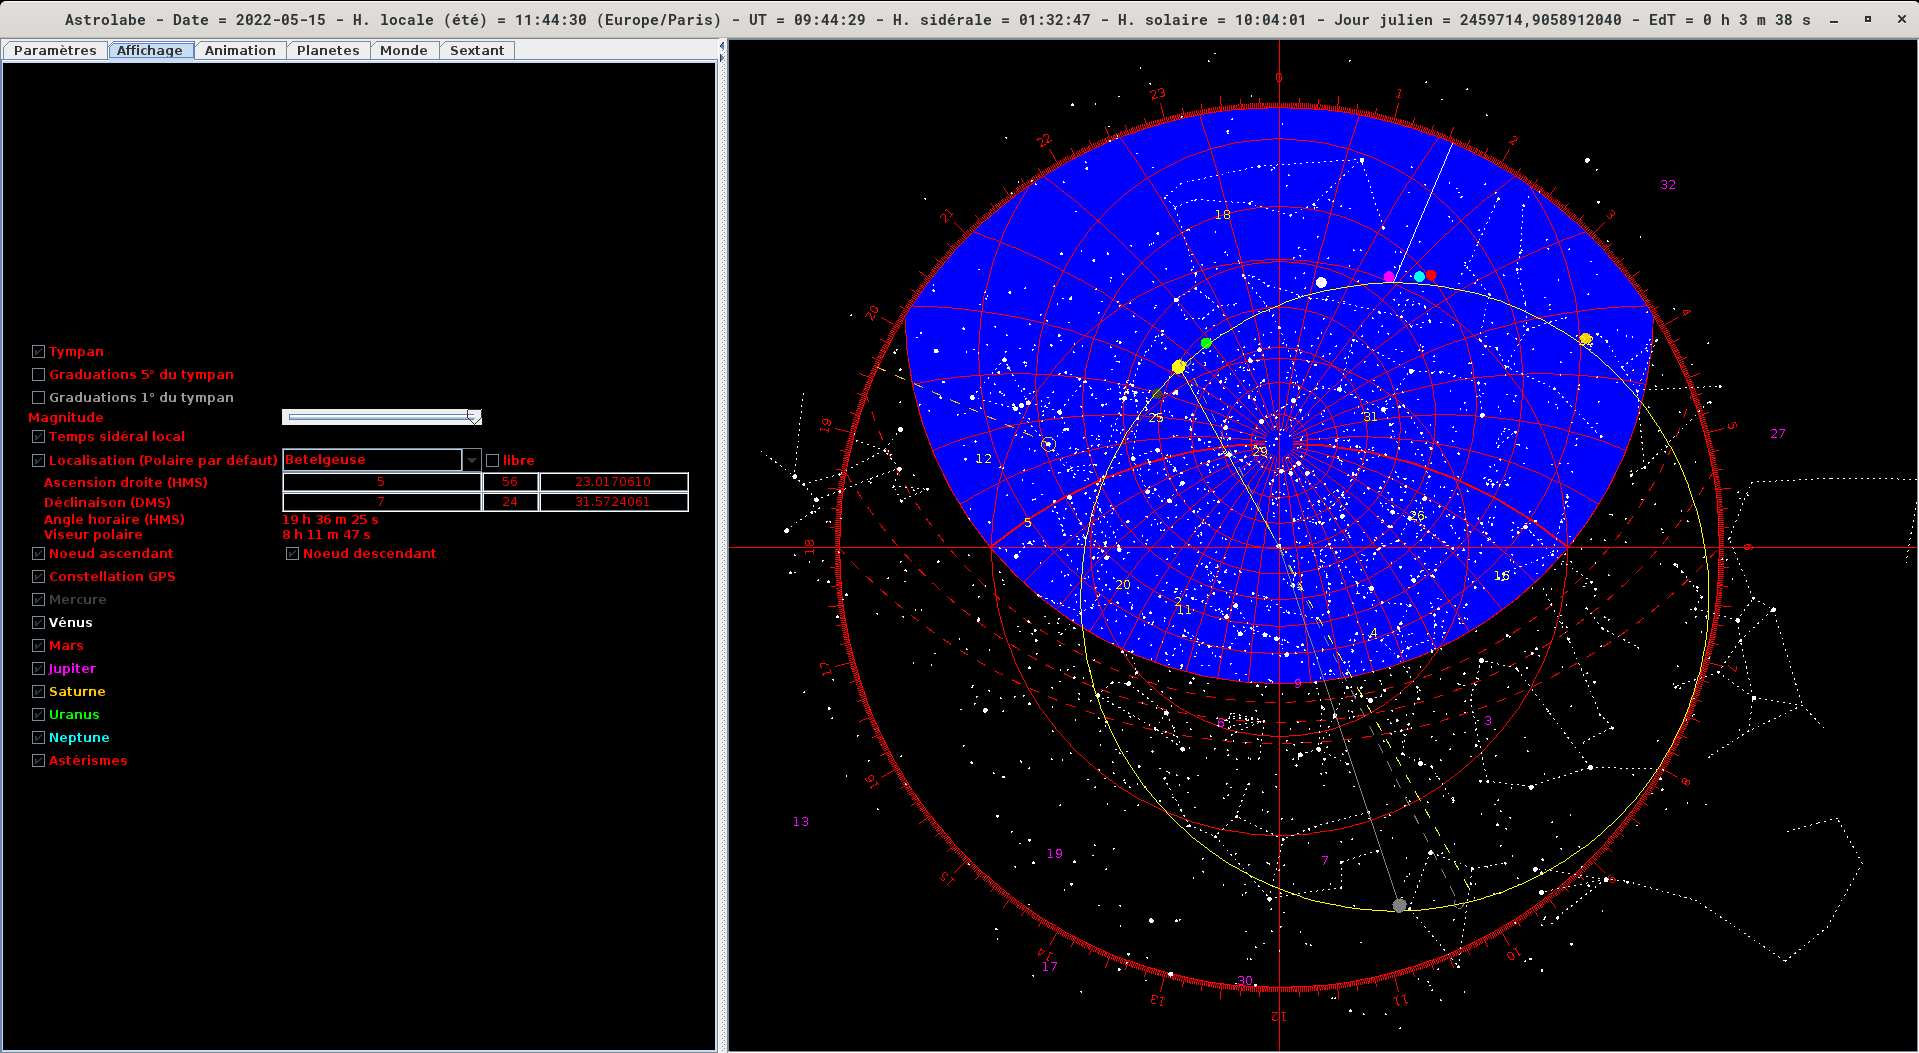 Astrolabe - Date = 2022-05-15 - H. locale (été) = 11:44:30 (Europe/Paris) - UT = 09:44:29 - H. sidérale = 01:32:47 - H. solaire = 10:04:01 - Jour julien = 2459714,9058912040 - EdT = 0 h 3 m 38 s
Paramètres Affichage Animation Planetes Monde Sextant
Tympan
Graduations 5° du tympan
Graduations 1° du tympan
Magnitude
Temps sidéral local
Localisation (Polaire par défaut) Betelgeuse libre
Ascension droite (HMS) 5 56 23.0170610
Déclinaison (DMS) 7 24 31.5724061
Angle horaire (HMS) 19 h 36 m 25 s
Viseur polaire 8 h 11 m 47 s
Noeud ascendant Noeud descendant
Constellation GPS
Mercure
Vénus
Mars
Jupiter
Saturne
Uranus
Neptune
Astérismes
0
23 1
22 2
32
21 18 3
20 4
19 25 31 5 27
12 29
5 26
18 6
20 16
2
11 4
17 9 7
6 3
16 8
13
19 7
15 9
14 10
17 30
13 11
12